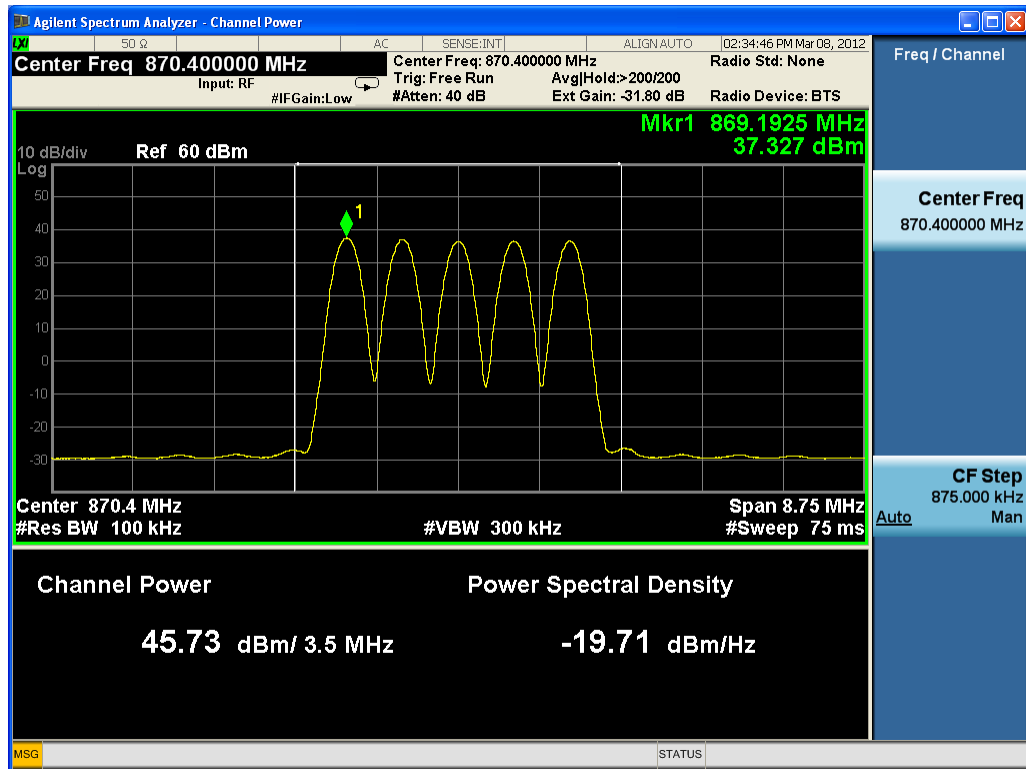 Agilent Spectrum Analyzer - Channel Power
LXI 50 Ω AC SENSE:INT ALIGN AUTO 02:34:46 PM Mar 08, 2012
Center Freq 870.400000 MHz
Input: RF
#IFGain:Low
Center Freq: 870.400000 MHz
Trig: Free Run Avg|Hold:>200/200
#Atten: 40 dB Ext Gain: -31.80 dB
Radio Std: None
Radio Device: BTS
Mkr1 869.1925 MHz
37.327 dBm
10 dB/div Ref 60 dBm
Log
50
40
30
20
10
0
-10
-20
-30
1
Center 870.4 MHz Span 8.75 MHz
#Res BW 100 kHz #VBW 300 kHz #Sweep 75 ms
Channel Power Power Spectral Density
45.73 dBm/ 3.5 MHz -19.71 dBm/Hz
Freq / Channel
Center Freq
870.400000 MHz
CF Step
875.000 kHz
Auto Man
MSG STATUS